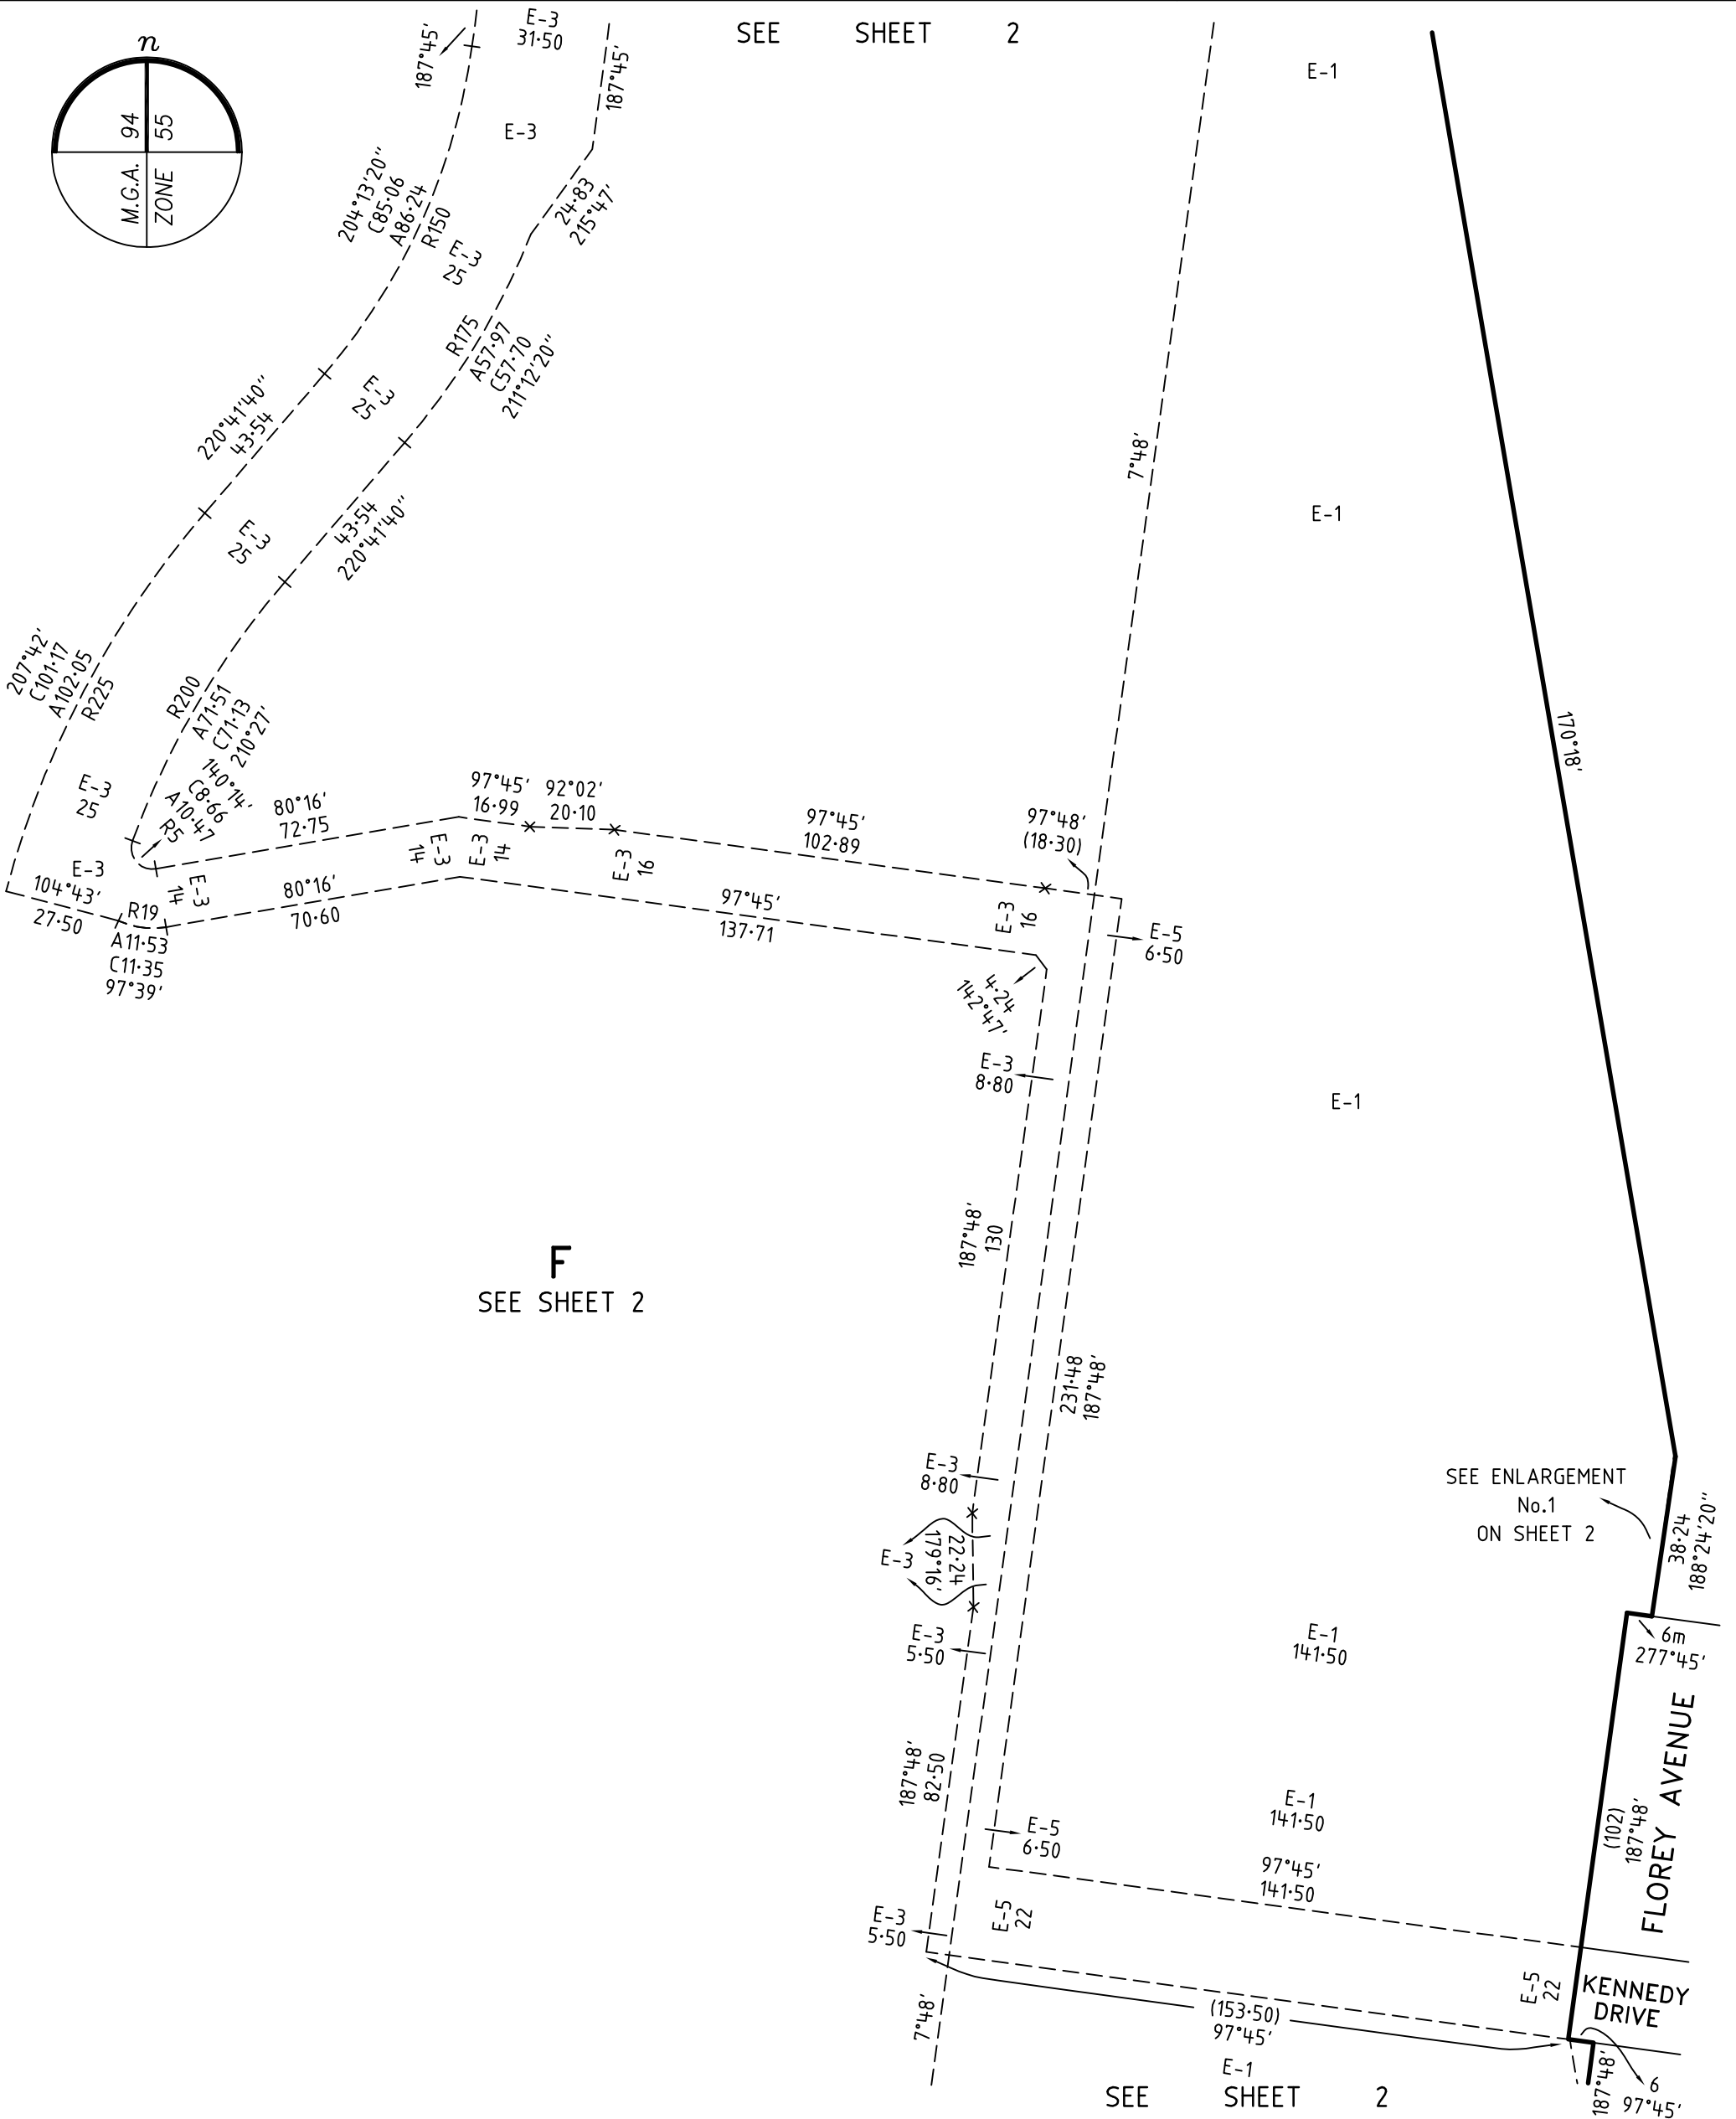 n
94
55
M.G.A.
ZONE
187°45'
E-3
31·50
187°45'
SEE SHEET 2
E-1
E-3
204°13'20"
C85·06
A86·24
R150
24·83
215°47'
E-3
25
R175
A57·97
C57·70
211°12'20"
220°41'40"
43·54
E-3
25
7°48'
E-1
E-3
25
43·54
220°41'40"
207°42'
C101·17
A102·05
R225
R200
A71·51
C71·13
210°27'
170°18'
E-3
25
140°14'
C8·66
A10·47
R5
80°16'
72·75
97°45'
16·99
92°02'
20·10
97°45'
102·89
97°48'
(18·30)
E-3
14
E-3
14
E-3
16
E-3
104°43'
27·50
E-3
14
R19
A11·53
C11·35
97°39'
80°16'
70·60
97°45'
137·71
E-3
16
E-5
6·50
4·24
142°47'
E-3
8·80
E-1
187°48'
130
F
SEE SHEET 2
231·48
187°48'
E-3
8·80
SEE ENLARGEMENT
No.1
ON SHEET 2
38·24
188°24'20"
E-3
22·24
179°16'
E-3
5·50
E-1
141·50
6m
277°45'
187°48'
82·50
E-1
141·50
(102)
187°48'
FLOREY AVENUE
E-5
6·50
97°45'
141·50
E-3
5·50
E-5
22
E-5
22
KENNEDY
DRIVE
7°48'
(153·50)
97°45'
E-1
187°48'
6
97°45'
SEE SHEET 2